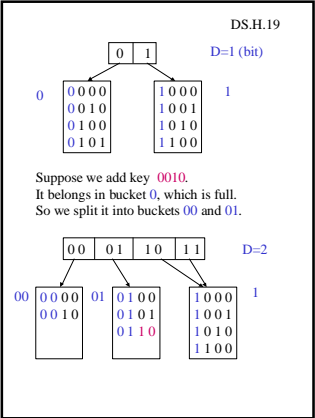 DS.H.19
0 1 D=1 (bit)
0 0 0 0 0 1 0 0 0 1
0 0 1 0 1 0 0 1
0 1 0 0 1 0 1 0
0 1 0 1 1 1 0 0
Suppose we add key 0010.
It belongs in bucket 0, which is full.
So we split it into buckets 00 and 01.
0 0 0 1 1 0 1 1 D=2
00 0 0 0 0 01 0 1 0 0 1 0 0 0 1
0 0 1 0 0 1 0 1 1 0 0 1
0 1 1 0 1 0 1 0
1 1 0 0